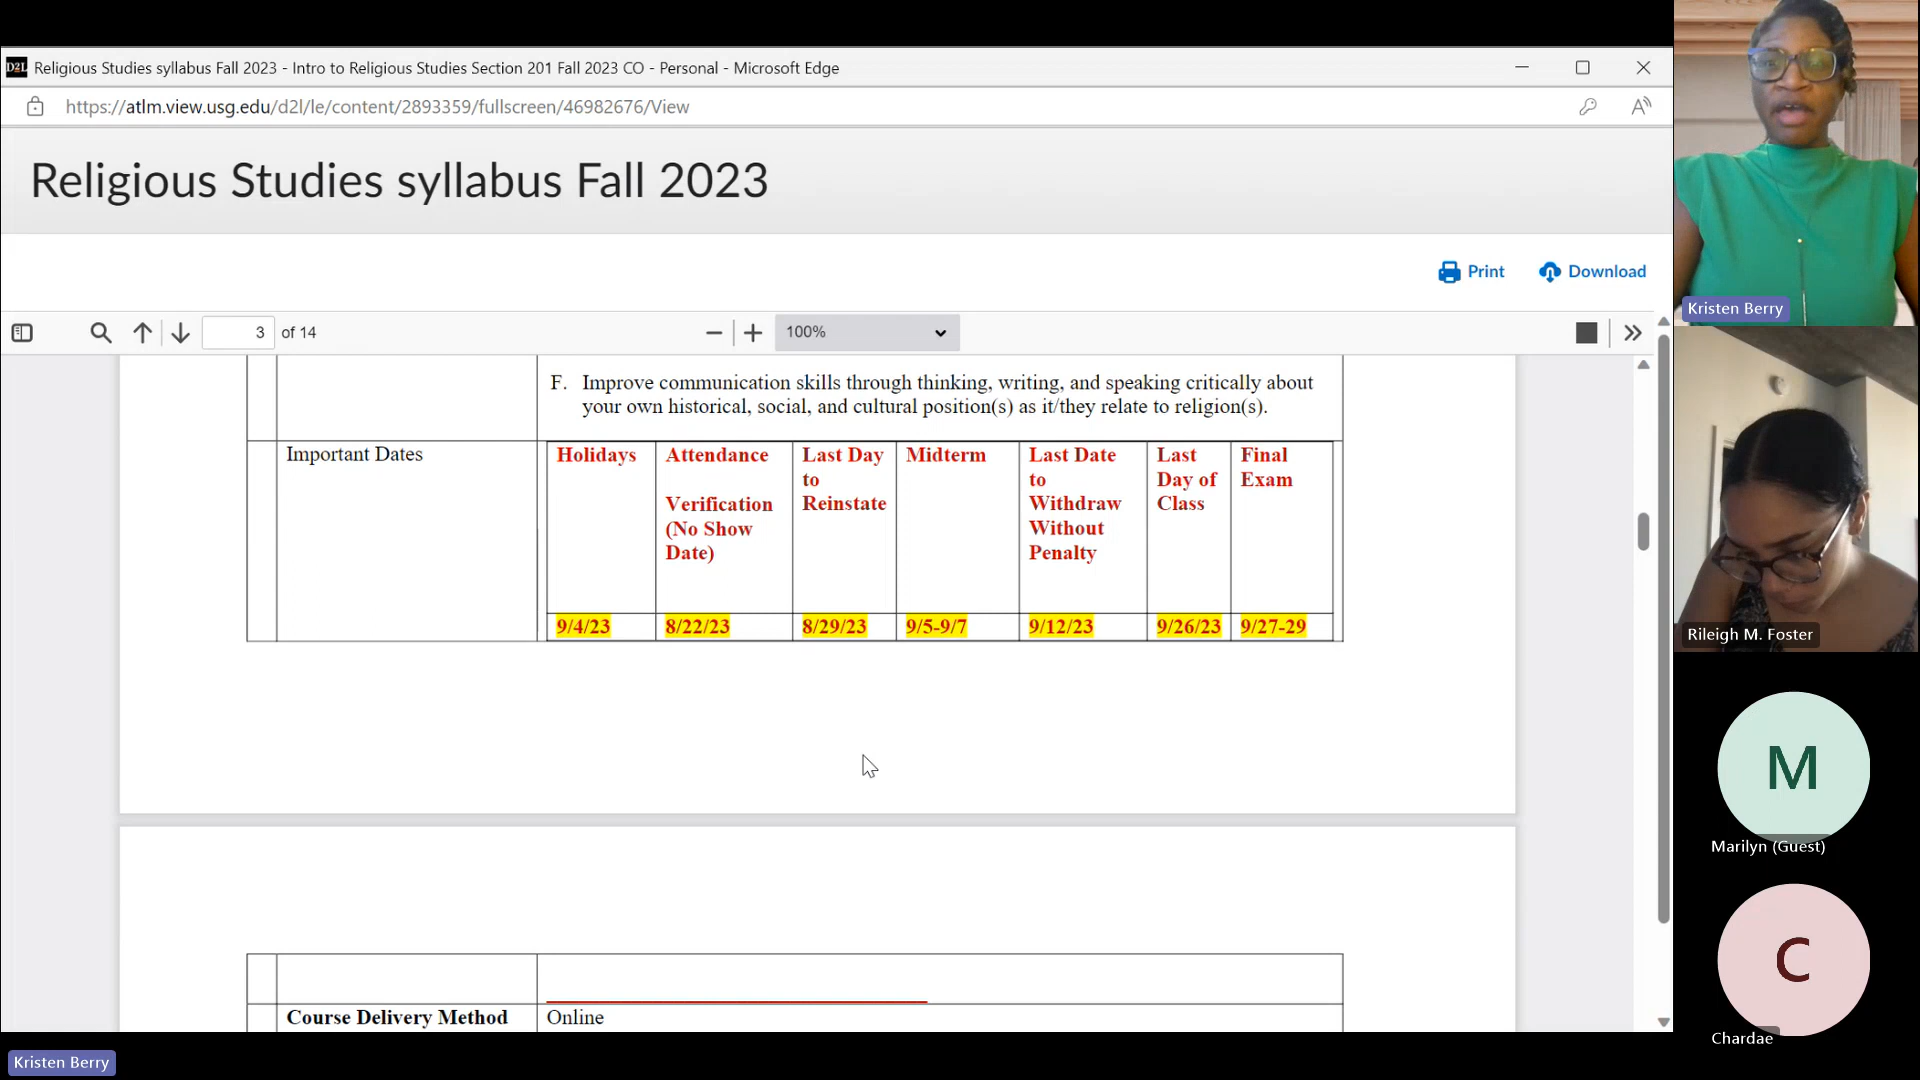 D2L Religious Studies syllabus Fall 2023 - Intro to Religious Studies Section 201 Fall 2023 CO - Personal - Microsoft Edge
https://atlm.view.usg.edu/d2l/le/content/2893359/fullscreen/46982676/View
Religious Studies syllabus Fall 2023
Print Download
3 of 14 100%
F. Improve communication skills through thinking, writing, and speaking critically about
your own historical, social, and cultural position(s) as it/they relate to religion(s).
Important Dates
Holidays
Attendance
Verification
(No Show
Date)
Last Day
to
Reinstate
Midterm
Last Date
to
Withdraw
Without
Penalty
Last
Day of
Class
Final
Exam
9/4/23 8/22/23 8/29/23 9/5-9/7 9/12/23 9/26/23 9/27-29
Course Delivery Method Online
Kristen Berry
Kristen Berry
Rileigh M. Foster
M
Marilyn (Guest)
C
Chardae